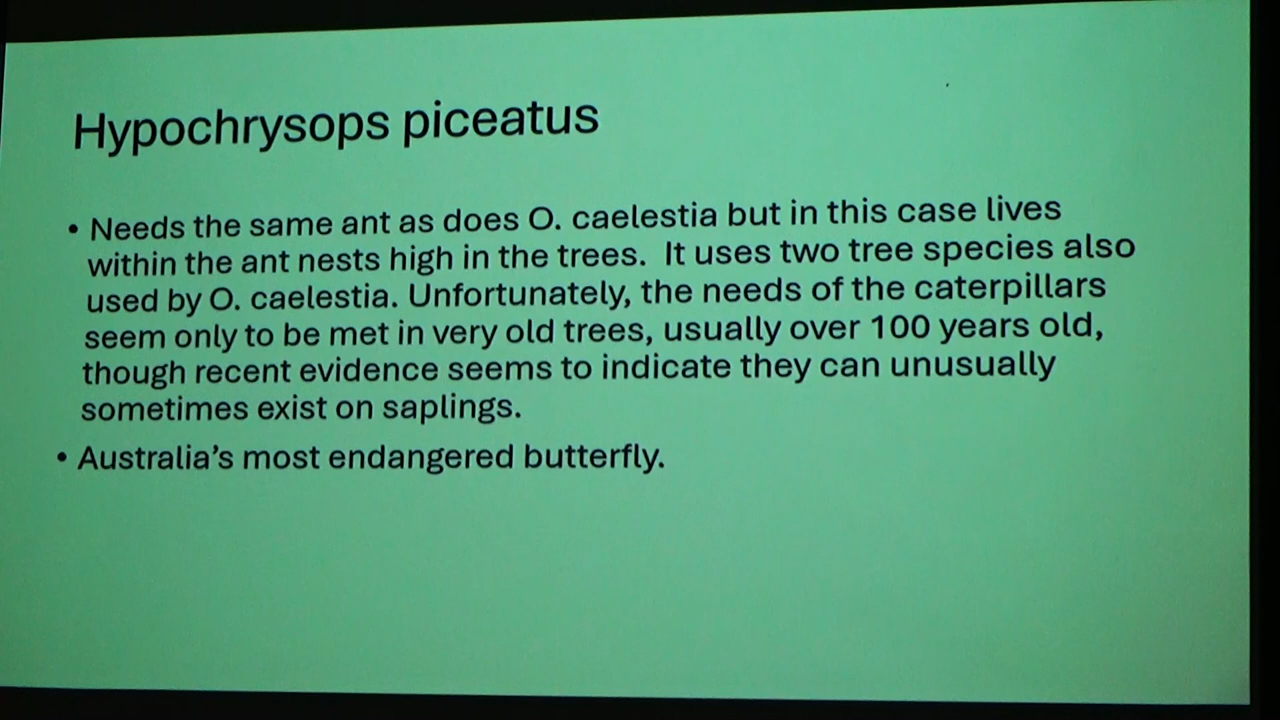 Hypochrysops piceatus
• Needs the same ant as does O. caelestia but in this case lives
within the ant nests high in the trees.  It uses two tree species also
used by O. caelestia. Unfortunately, the needs of the caterpillars
seem only to be met in very old trees, usually over 100 years old,
though recent evidence seems to indicate they can unusually
sometimes exist on saplings.
• Australia’s most endangered butterfly.